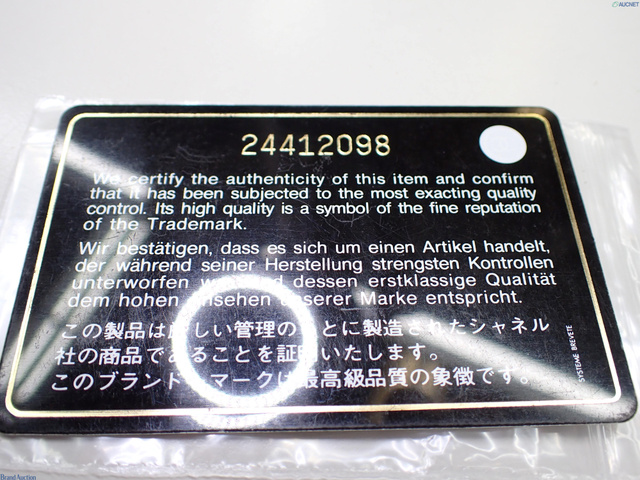 AUCNET
24412098
We certify the authenticity of this item and confirm
that it has been subjected to the most exacting quality
control. Its high quality is a symbol of the fine reputation
of the Trademark.
Wir bestätigen, dass es sich um einen Artikel handelt,
der während seiner Herstellung strengsten Kontrollen
unterworfen und dessen erstklassige Qualität
dem hohen Ansehen unserer Marke entspricht.
この製品は厳しい管理のもとに製造されたシャネル
社の商品であることを証明いたします。
このブランド・マークは最高級品質の象徴です。
SYSTEME BREVETE
Brand Auction